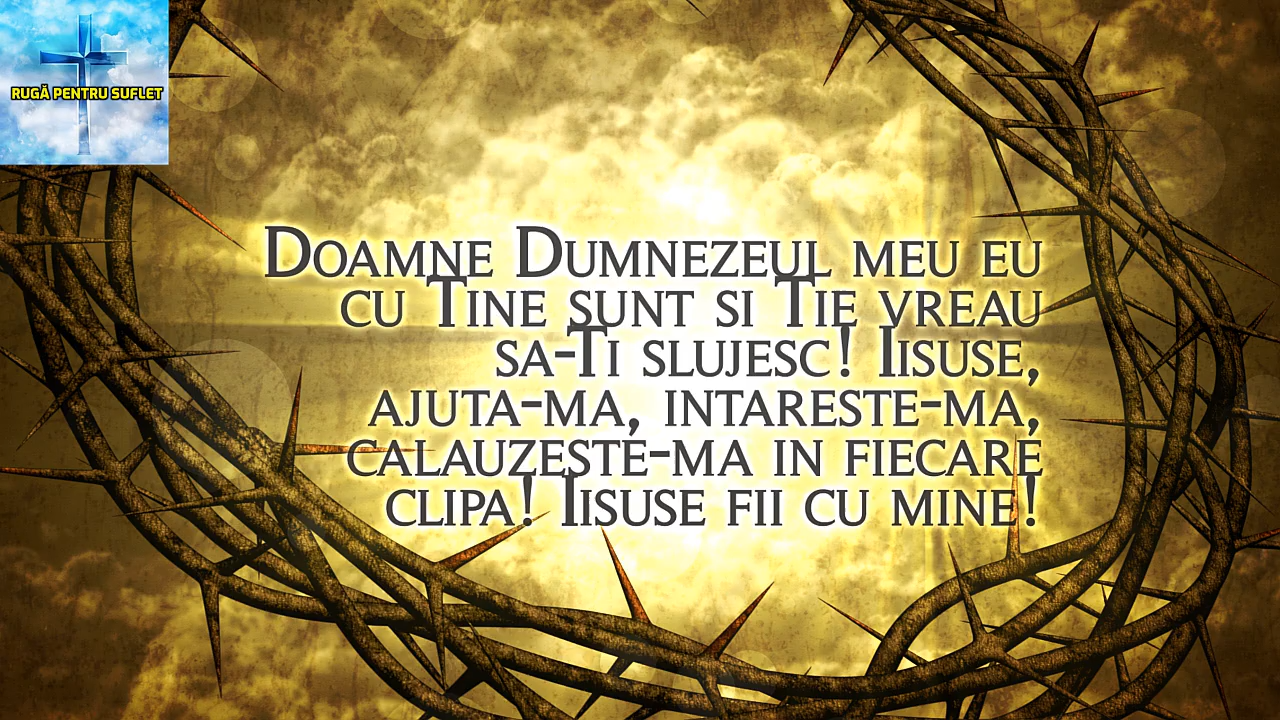 RUGĂ PENTRU SUFLET
Doamne Dumnezeul meu eu
cu Tine sunt si Tie vreau
sa-Ti slujesc! Iisuse,
ajuta-ma, intareste-ma,
calauzeste-ma in fiecare
clipa! Iisuse fii cu mine!